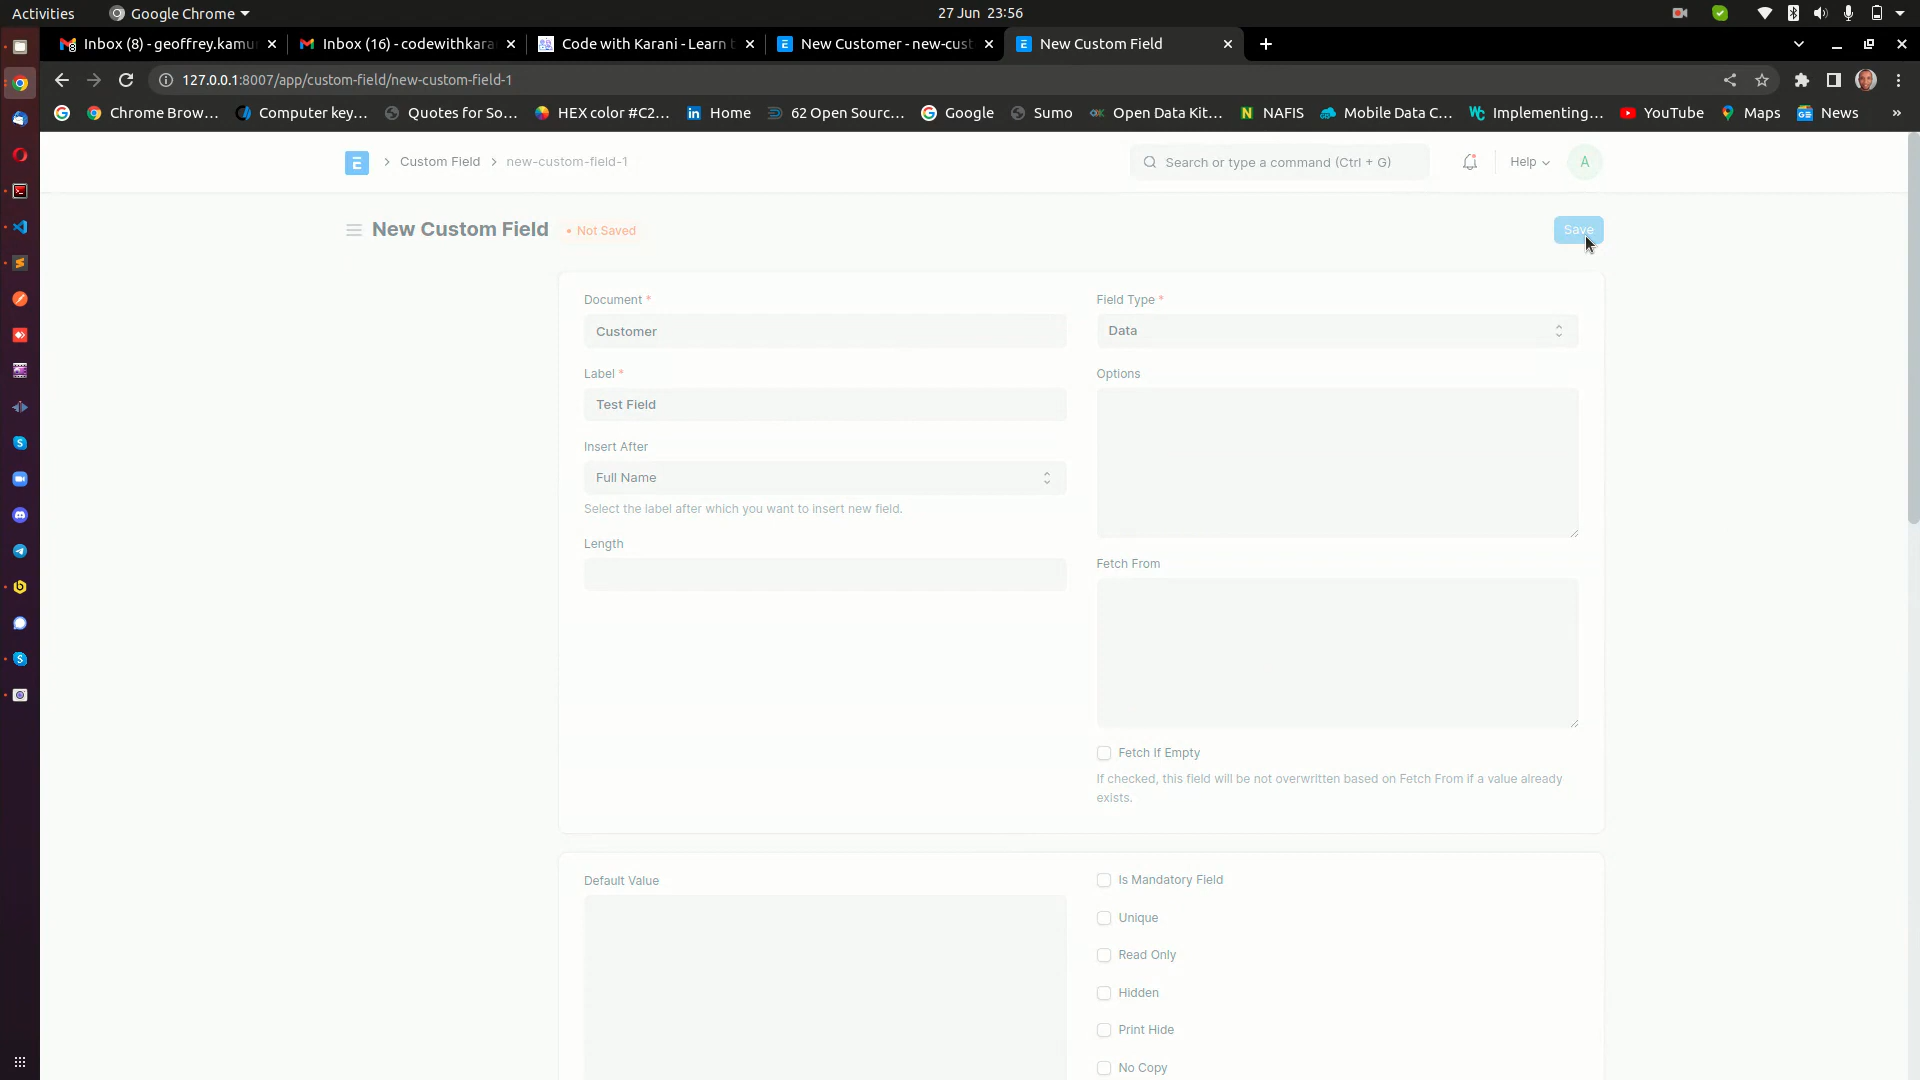 Activities
Google Chrome
27 Jun 23:56
Inbox (8) - geoffrey.kamu
Inbox (16) - codewithkara
Code with Karani - Learn t
New Customer - new-cust
New Custom Field
127.0.0.1:8007/app/custom-field/new-custom-field-1
Chrome Brow...
Computer key...
Quotes for So...
HEX color #C2...
Home
62 Open Sourc...
Google
Sumo
Open Data Kit...
NAFIS
Mobile Data C...
Implementing...
YouTube
Maps
News
»
E
Custom Field
new-custom-field-1
Search or type a command (Ctrl + G)
Help
A
New Custom Field
• Not Saved
Save
Document *
Customer
Field Type *
Data
Label *
Test Field
Options
Insert After
Full Name
Select the label after which you want to insert new field.
Length
Fetch From
Fetch If Empty
If checked, this field will be not overwritten based on Fetch From if a value already
exists.
Default Value
Is Mandatory Field
Unique
Read Only
Hidden
Print Hide
No Copy